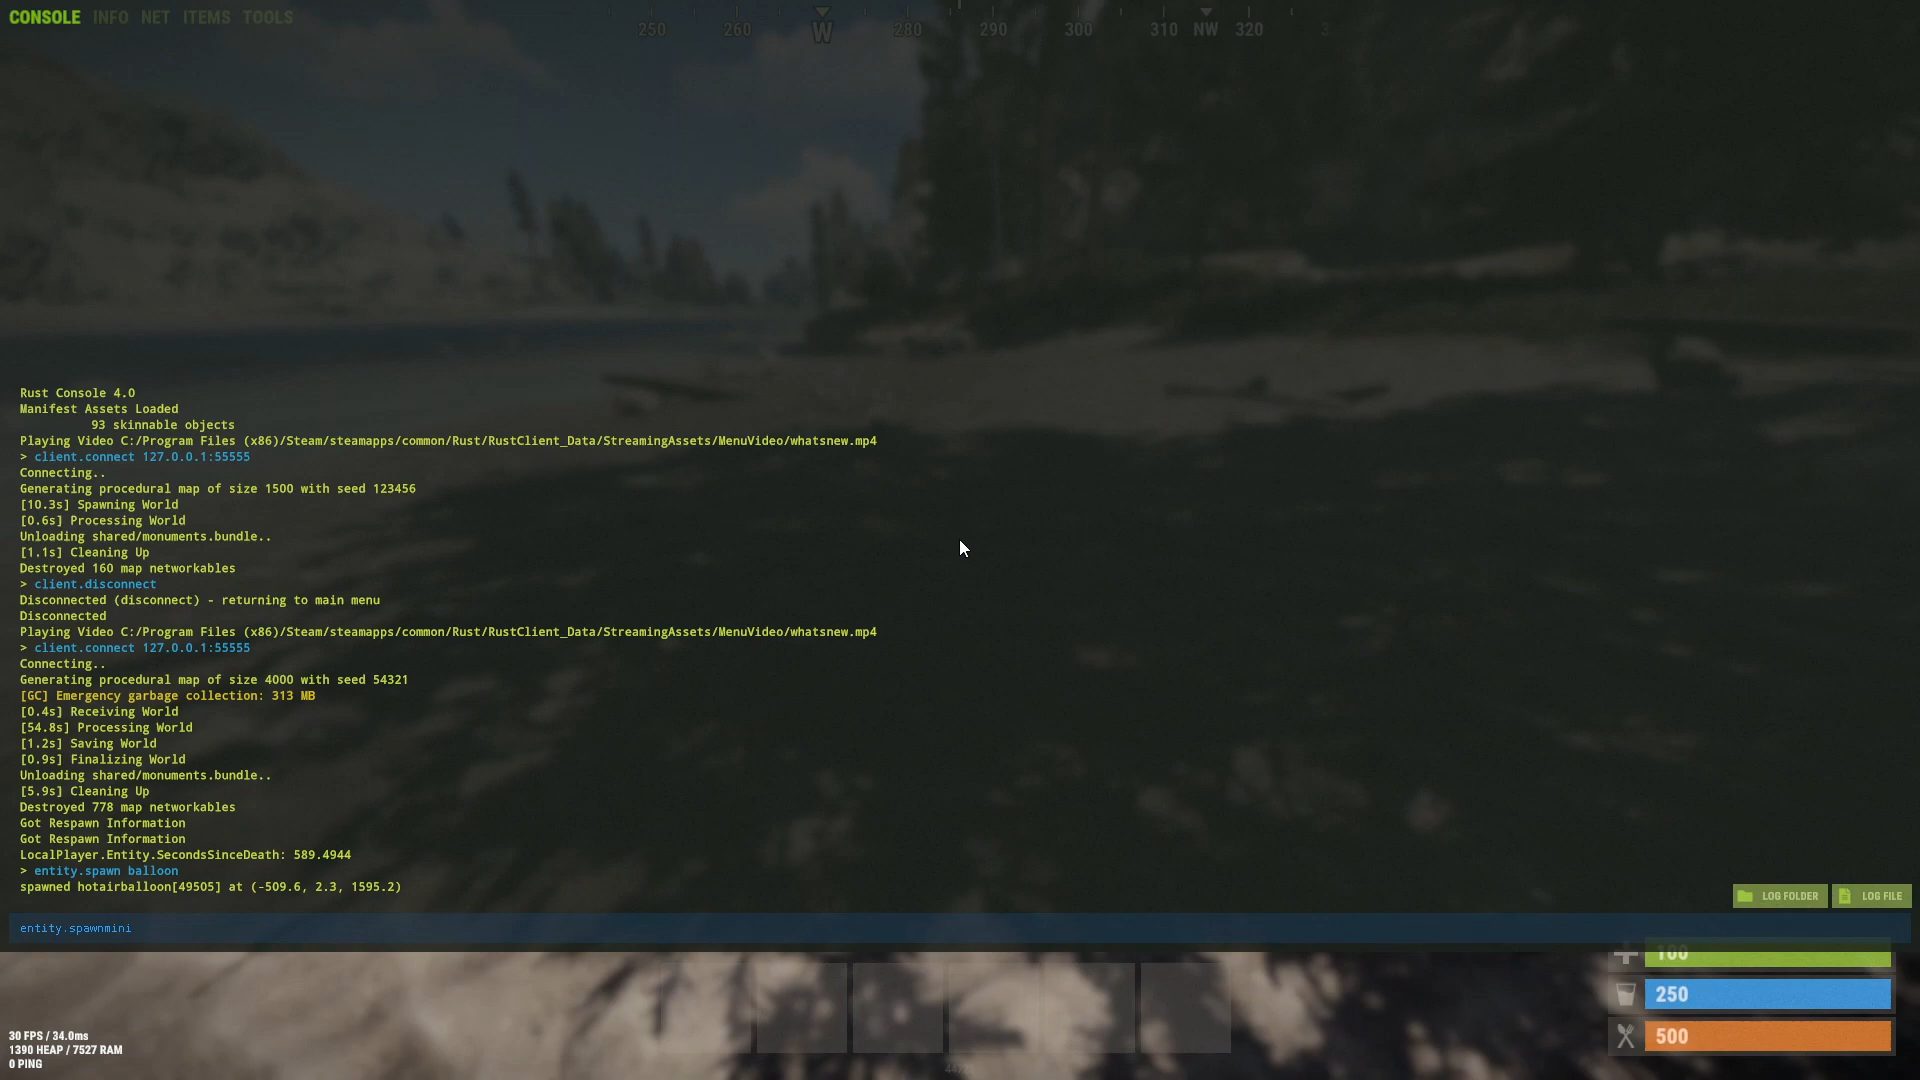 CONSOLE INFO NET ITEMS TOOLS
250 260 W 280 290 300 310 NW 320
Rust Console 4.0
Manifest Assets Loaded
93 skinnable objects
Playing Video C:/Program Files (x86)/Steam/steamapps/common/Rust/RustClient_Data/StreamingAssets/MenuVideo/whatsnew.mp4
> client.connect 127.0.0.1:55555
Connecting..
Generating procedural map of size 1500 with seed 123456
[10.3s] Spawning World
[0.6s] Processing World
Unloading shared/monuments.bundle..
[1.1s] Cleaning Up
Destroyed 160 map networkables
> client.disconnect
Disconnected (disconnect) - returning to main menu
Disconnected
Playing Video C:/Program Files (x86)/Steam/steamapps/common/Rust/RustClient_Data/StreamingAssets/MenuVideo/whatsnew.mp4
> client.connect 127.0.0.1:55555
Connecting..
Generating procedural map of size 4000 with seed 54321
[GC] Emergency garbage collection: 313 MB
[0.4s] Receiving World
[54.8s] Processing World
[1.2s] Saving World
[0.9s] Finalizing World
Unloading shared/monuments.bundle..
[5.9s] Cleaning Up
Destroyed 778 map networkables
Got Respawn Information
Got Respawn Information
LocalPlayer.Entity.SecondsSinceDeath: 589.4944
> entity.spawn balloon
spawned hotairballoon[49505] at (-509.6, 2.3, 1595.2)
LOG FOLDER LOG FILE
entity.spawnmini
100
250
500
30 FPS / 34.0ms
1390 HEAP / 7527 RAM
0 PING